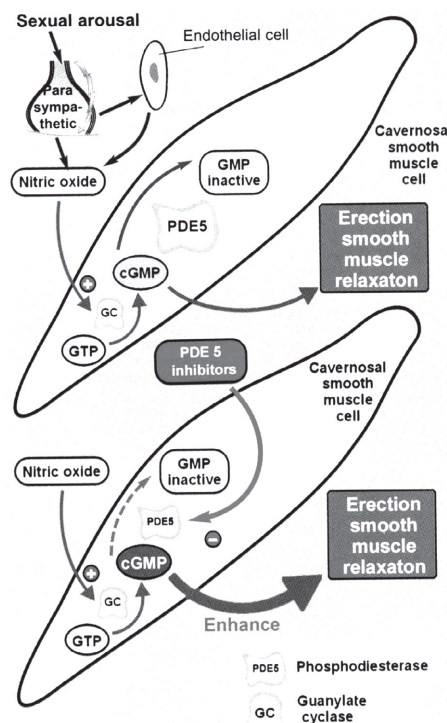 Sexual arousal
Endothelial cell
Para
sympa-
thetic
Nitric oxide
Cavernosal
smooth
muscle
cell
GMP
inactive
PDE5
cGMP
+
GC
GTP
Erection
smooth
muscle
relaxaton
PDE 5
inhibitors
Cavernosal
smooth
muscle
cell
Nitric oxide
GMP
inactive
PDE5
−
cGMP
+
GC
GTP
Enhance
Erection
smooth
muscle
relaxaton
PDE5 Phosphodiesterase
GC Guanylate
cyclase